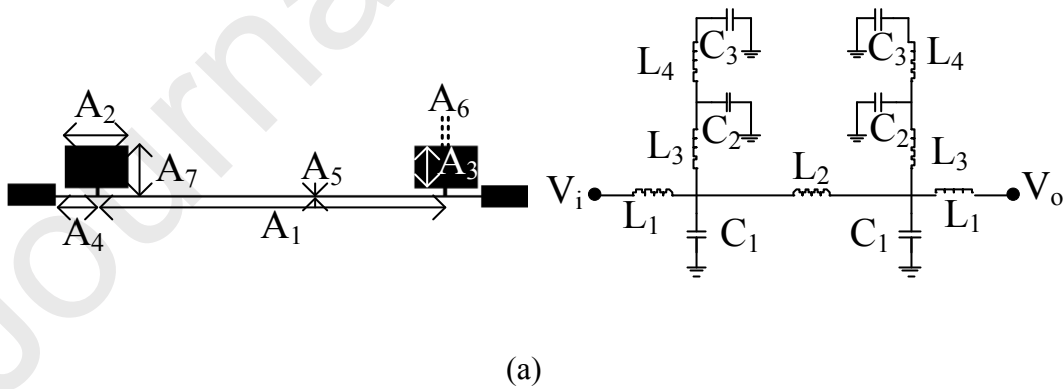 Journa
A₂
A₆
A₇
A₃
A₅
A₄
A₁
C₃
C₃
L₄
L₄
C₂
C₂
L₃
L₃
L₂
Vᵢ
Vₒ
L₁
L₁
C₁
C₁
(a)